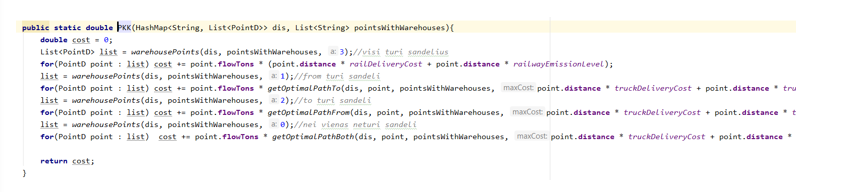 public static double PKK(HashMap<String, List<PointD>> dis, List<String> pointsWithWarehouses){
double cost = 0;
List<PointD> list = warehousePoints(dis, pointsWithWarehouses, a: 3);//visi turi sandelius
for(PointD point : list) cost += point.flowTons * (point.distance * railDeliveryCost + point.distance * railwayEmissionLevel);
list = warehousePoints(dis, pointsWithWarehouses, a: 1);//from turi sandeli
for(PointD point : list) cost += point.flowTons * getOptimalPathTo(dis, point, pointsWithWarehouses, maxCost: point.distance * truckDeliveryCost + point.distance * tru
list = warehousePoints(dis, pointsWithWarehouses, a: 2);//to turi sandeli
for(PointD point : list) cost += point.flowTons * getOptimalPathFrom(dis, point, pointsWithWarehouses, maxCost: point.distance * truckDeliveryCost + point.distance * t
list = warehousePoints(dis, pointsWithWarehouses, a: 0);//nei vienas neturi sandeli
for(PointD point : list) cost += point.flowTons * getOptimalPathBoth(dis, point, pointsWithWarehouses, maxCost: point.distance * truckDeliveryCost + point.distance *
return cost;
}